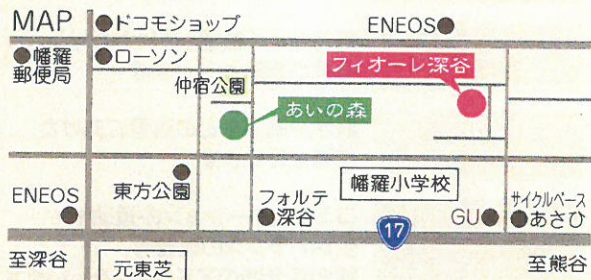 MAP
ドコモショップ
ENEOS
幡羅
郵便局
ローソン
フィオーレ深谷
仲宿公園
あいの森
ENEOS
東方公園
フォルテ
深谷
幡羅小学校
17
GU
サイクルベース
あさひ
至深谷
元東芝
至熊谷